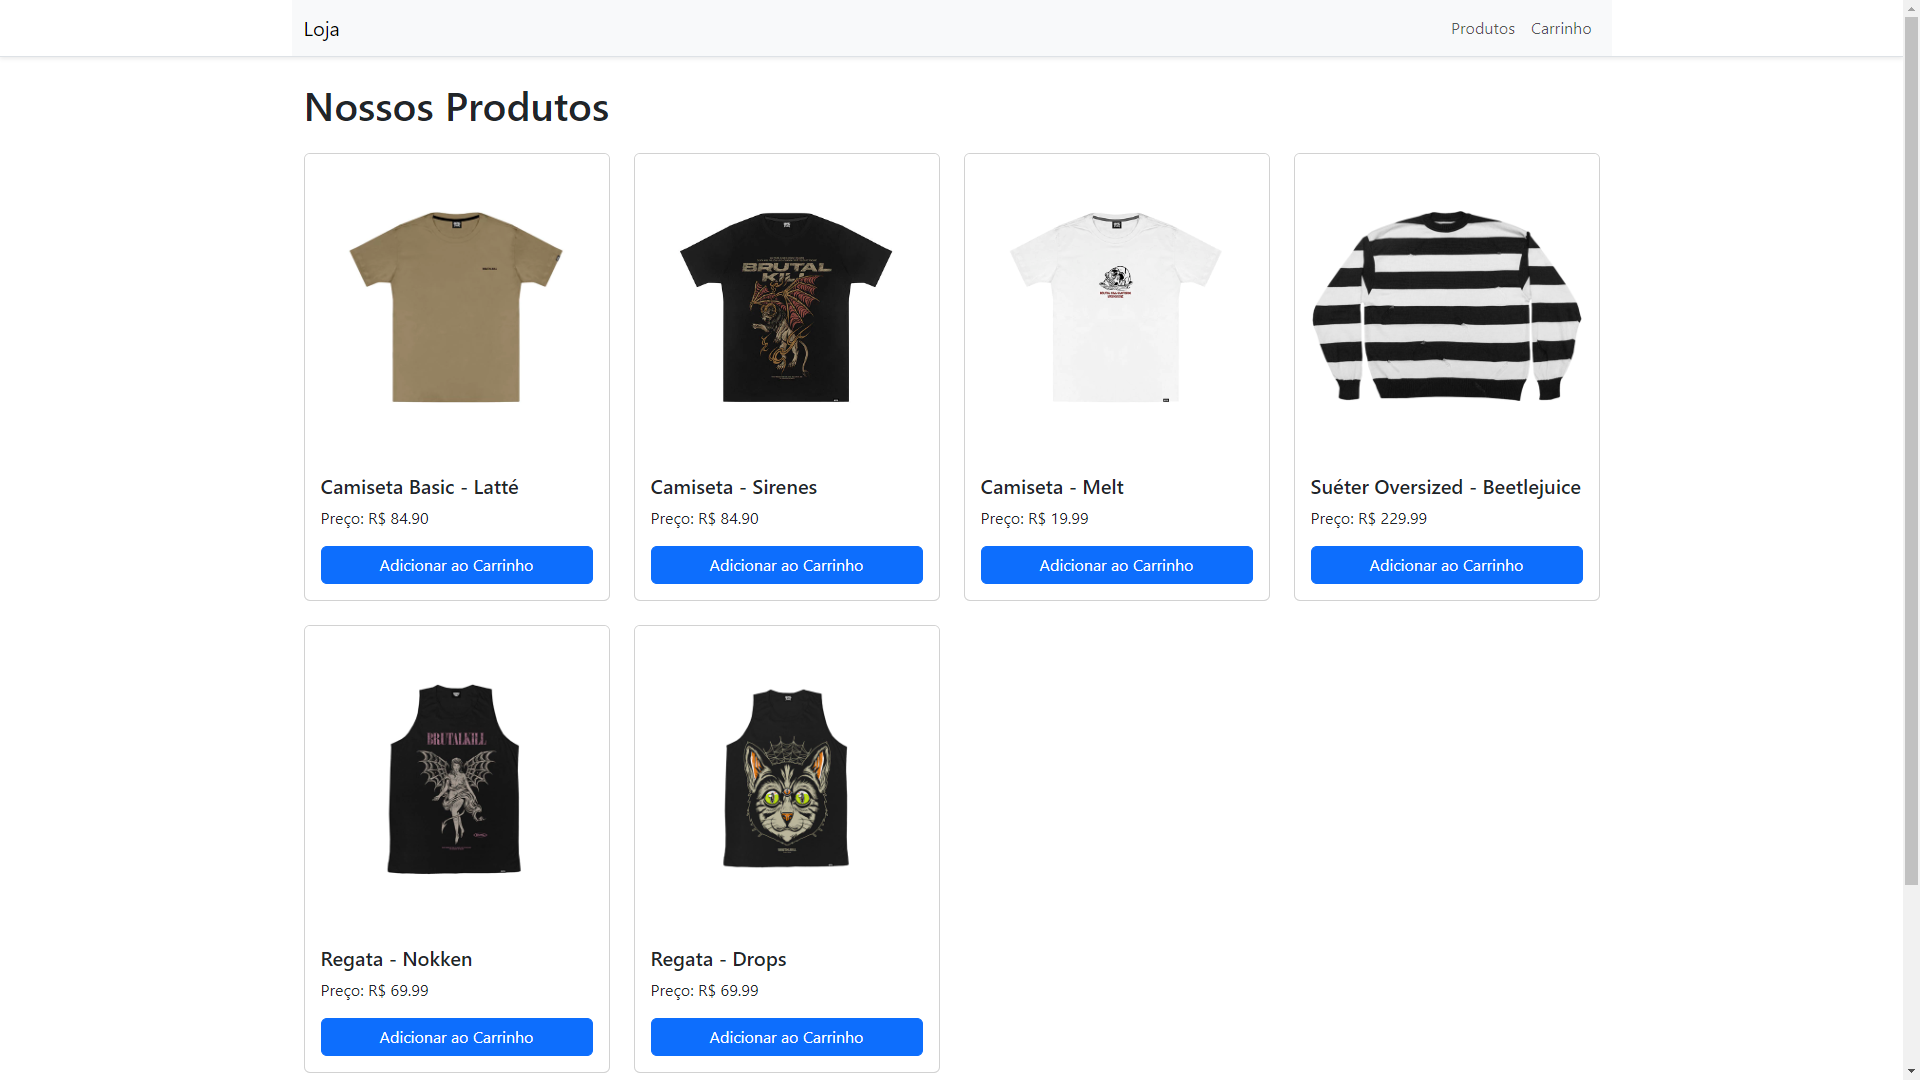 Loja
Produtos
Carrinho
Nossos Produtos
BRUTAL
KILL
Camiseta Basic - Latté
Preço: R$ 84.90
Adicionar ao Carrinho
Camiseta - Sirenes
Preço: R$ 84.90
Adicionar ao Carrinho
Camiseta - Melt
Preço: R$ 19.99
Adicionar ao Carrinho
Suéter Oversized - Beetlejuice
Preço: R$ 229.99
Adicionar ao Carrinho
BRUTALKILL
Regata - Nokken
Preço: R$ 69.99
Adicionar ao Carrinho
Regata - Drops
Preço: R$ 69.99
Adicionar ao Carrinho